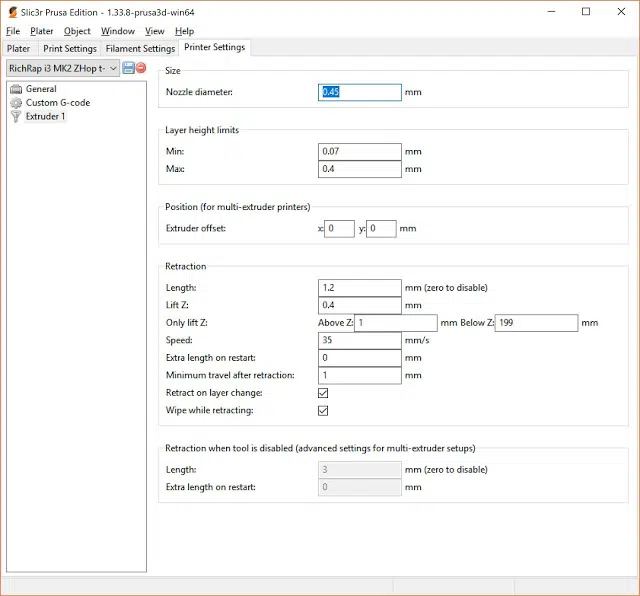 Slic3r Prusa Edition - 1.33.8-prusa3d-win64
File Plater Object Window View Help
Plater Print Settings Filament Settings Printer Settings
RichRap i3 MK2 ZHop t-
General
Custom G-code
Extruder 1
Size
Nozzle diameter: 0.45 mm
Layer height limits
Min: 0.07 mm
Max: 0.4 mm
Position (for multi-extruder printers)
Extruder offset: x: 0 y: 0 mm
Retraction
Length: 1.2 mm (zero to disable)
Lift Z: 0.4 mm
Only lift Z: Above Z: 1 mm Below Z: 199 mm
Speed: 35 mm/s
Extra length on restart: 0 mm
Minimum travel after retraction: 1 mm
Retract on layer change:
Wipe while retracting:
Retraction when tool is disabled (advanced settings for multi-extruder setups)
Length: 3 mm (zero to disable)
Extra length on restart: 0 mm